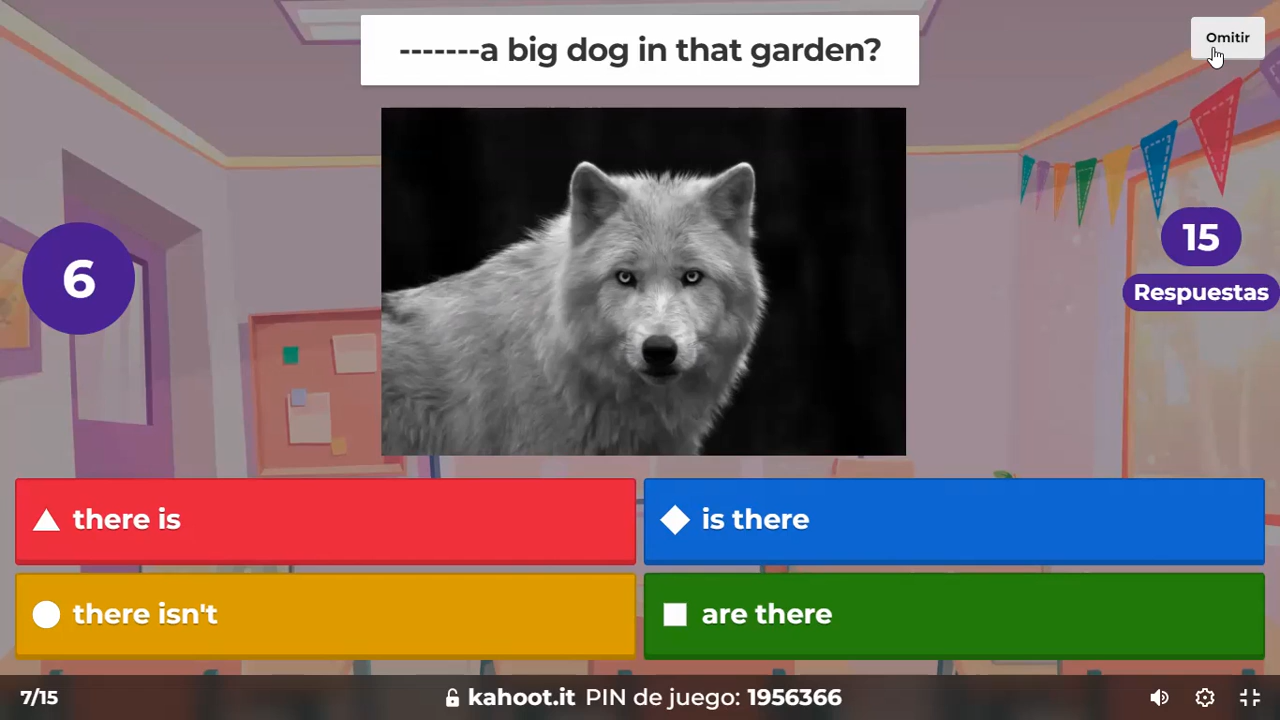 -------a big dog in that garden?
Omitir
6
15
Respuestas
there is
is there
there isn't
are there
7/15
kahoot.it PIN de juego: 1956366